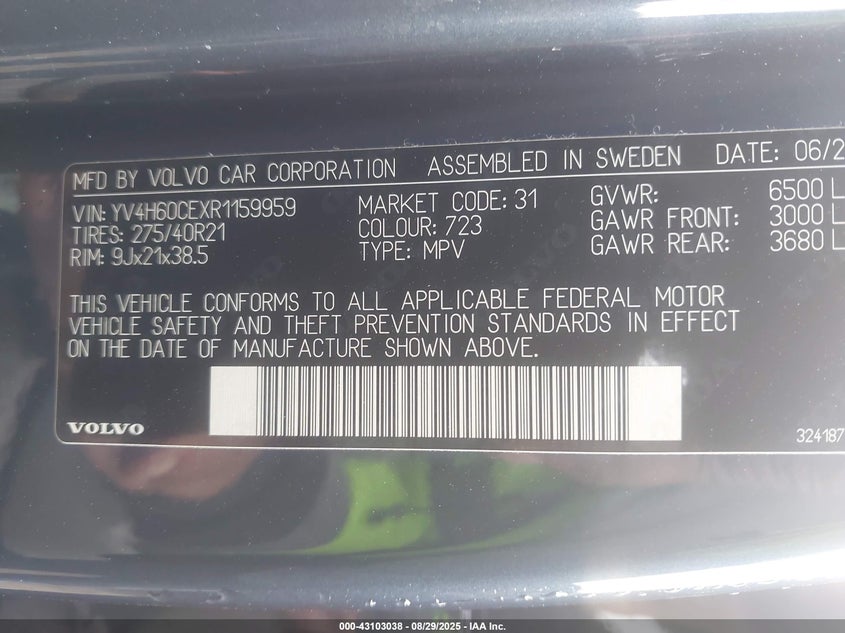 MFD BY VOLVO CAR CORPORATION ASSEMBLED IN SWEDEN DATE: 06/2
VIN: YV4H60CEXR1159959 MARKET CODE: 31 GVWR: 6500 L
TIRES: 275/40R21 COLOUR: 723 GAWR FRONT: 3000 L
RIM: 9Jx21x38.5 TYPE: MPV GAWR REAR: 3680 L
THIS VEHICLE CONFORMS TO ALL APPLICABLE FEDERAL MOTOR
VEHICLE SAFETY AND THEFT PREVENTION STANDARDS IN EFFECT
ON THE DATE OF MANUFACTURE SHOWN ABOVE.
VOLVO 324187
000-43103038 - 08/29/2025 - IAA Inc.